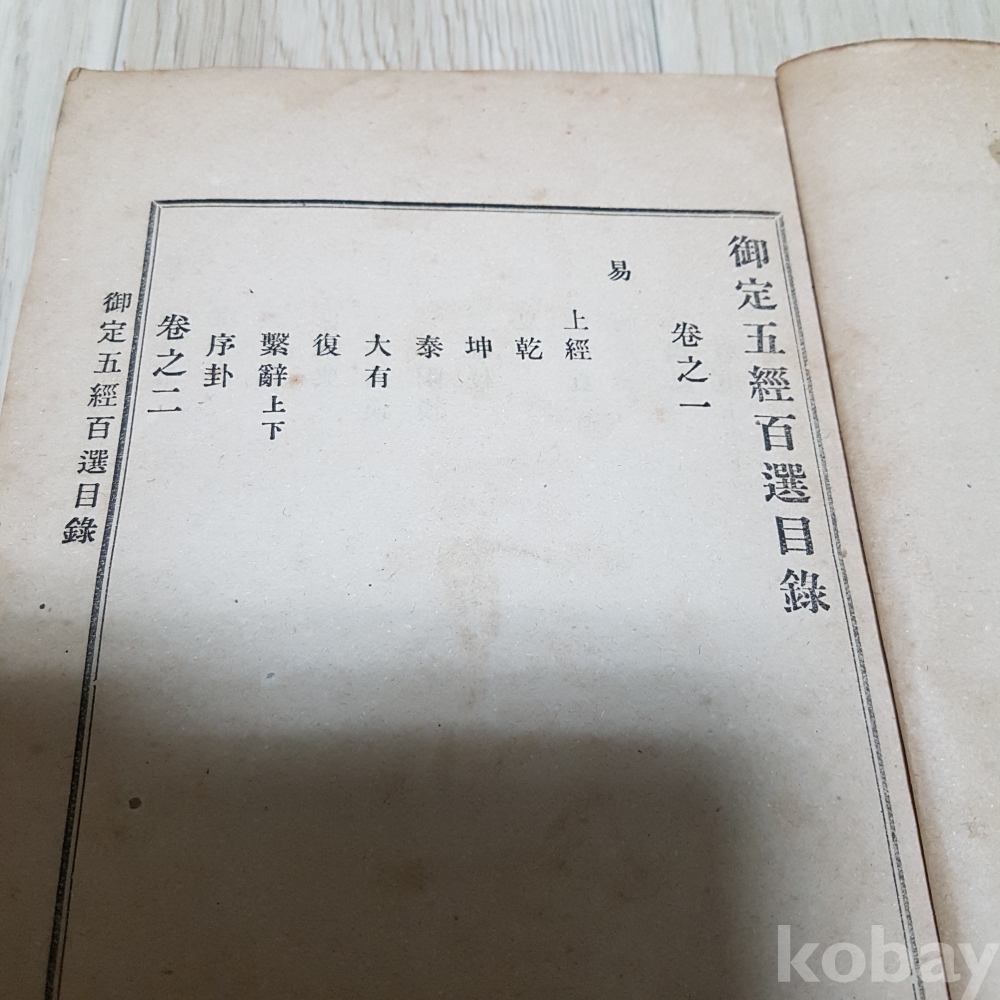 御定五經百選目錄
卷之一
易
上經
乾
坤
泰
大有
復
繫辭上下
序卦
卷之二
御定五經百選目錄
kobay